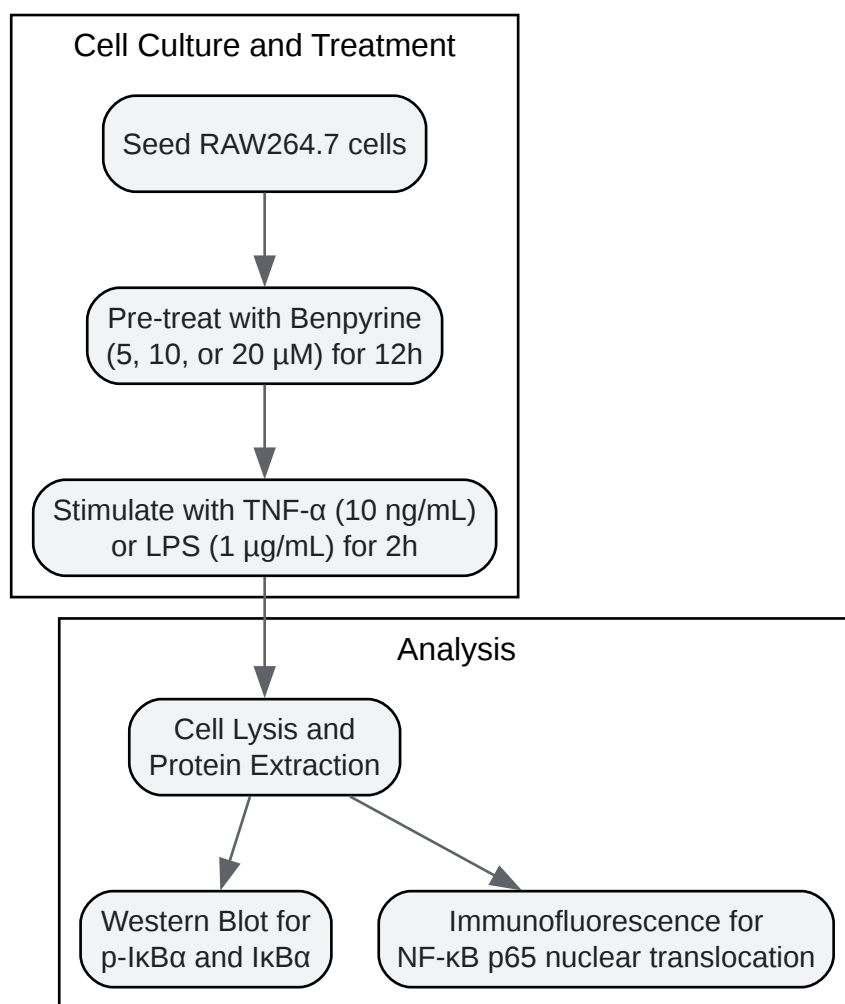 Cell Culture and Treatment
Seed RAW264.7 cells
Pre-treat with Benpyrine
(5, 10, or 20 µM) for 12h
Stimulate with TNF-α (10 ng/mL)
or LPS (1 µg/mL) for 2h
Analysis
Cell Lysis and
Protein Extraction
Western Blot for
p-IκBα and IκBα
Immunofluorescence for
NF-κB p65 nuclear translocation